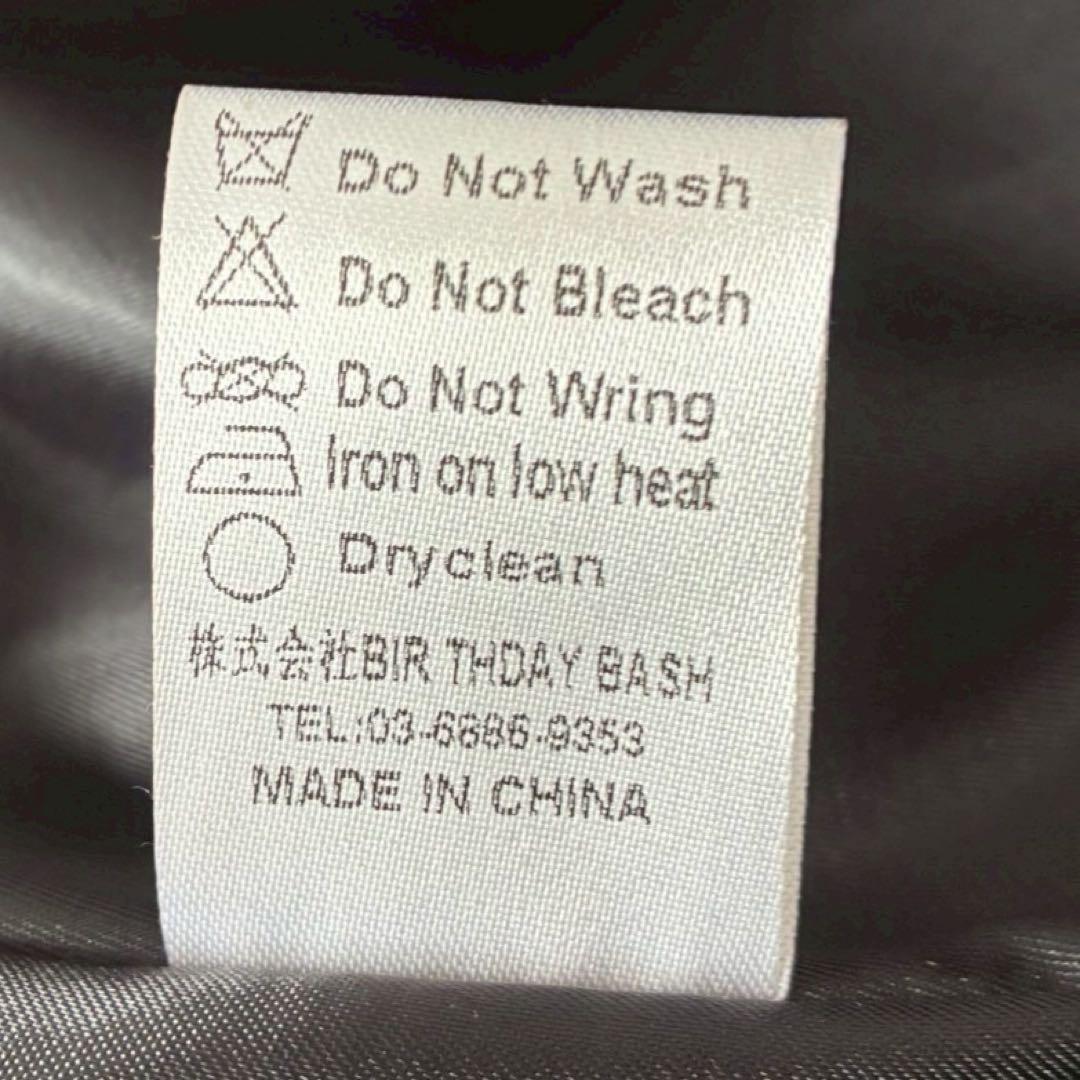 Do Not Wash
Do Not Bleach
Do Not Wring
Iron on low heat
Dryclean
株式会社BIR THDAY BASH
TEL:03-6886-9353
MADE IN CHINA